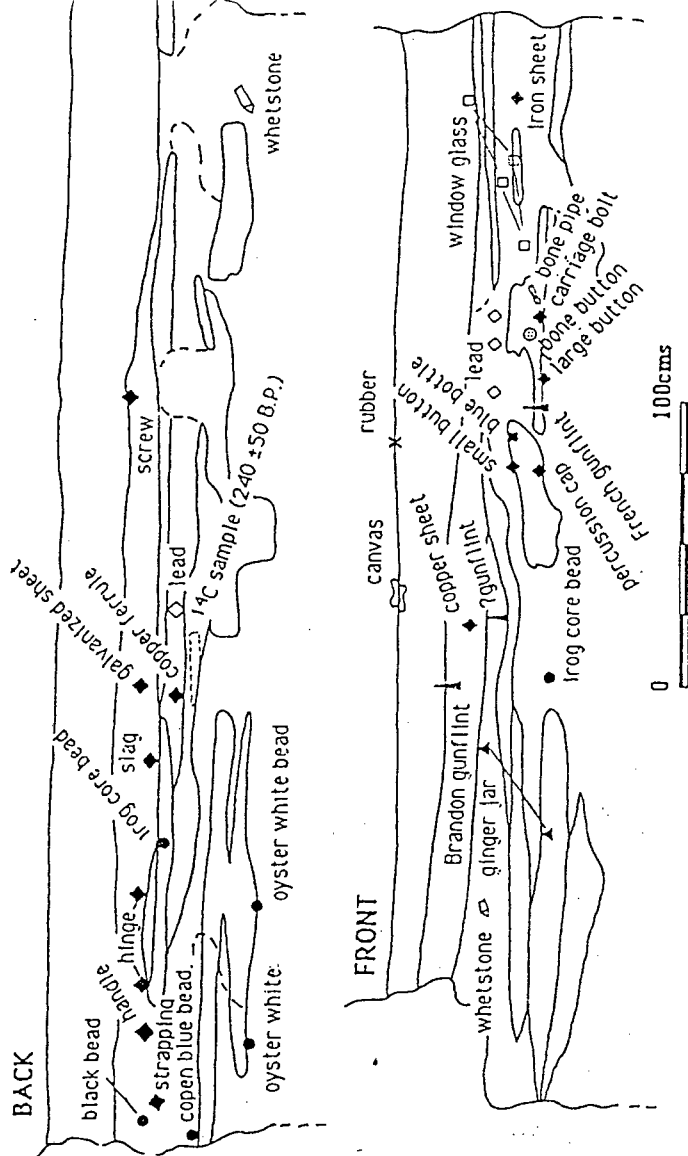 BACK
black bead
handle
hinge
strapping
copen blue bead.
Irog core bead
slag
galvanized sheet
copper ferrule
lead
14C sample (240 ±50 B.P.)
screw
whetstone
oyster white.
oyster white bead
FRONT
canvas
rubber
window glass
copper sheet
?gunflint
Brandon gunflint
ginger jar
whetstone
small button
blue bottle
lead
Irog core bead
percussion cap
French gunflint
large button
bone button
carriage bolt
bone pipe
Iron sheet
0
100cms